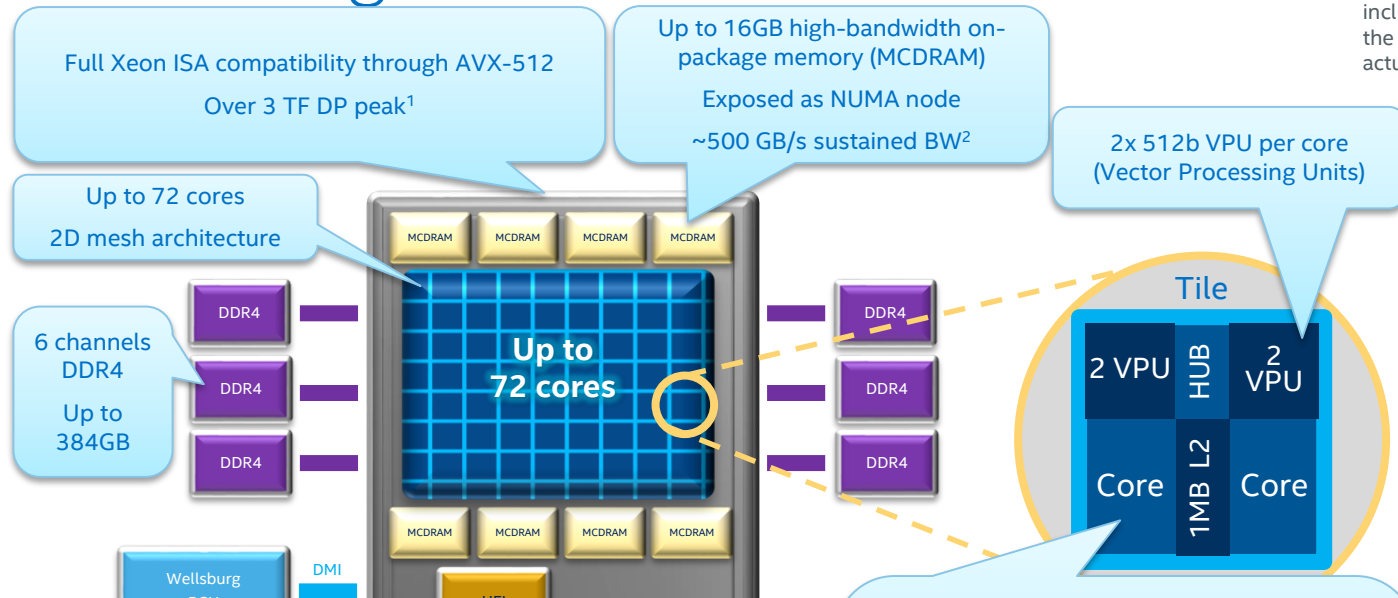 Full Xeon ISA compatibility through AVX-512
Over 3 TF DP peak¹
Up to 16GB high-bandwidth on-
package memory (MCDRAM)
Exposed as NUMA node
~500 GB/s sustained BW²
the
2x 512b VPU per core
(Vector Processing Units)
Up to 72 cores
2D mesh architecture
MCDRAM
MCDRAM
MCDRAM
MCDRAM
6 channels
DDR4
Up to
384GB
DDR4
DDR4
DDR4
Up to
72 cores
DDR4
DDR4
DDR4
Tile
2 VPU
HUB
2
VPU
Core
1MB L2
Core
MCDRAM
MCDRAM
MCDRAM
MCDRAM
Wellsburg
DMI